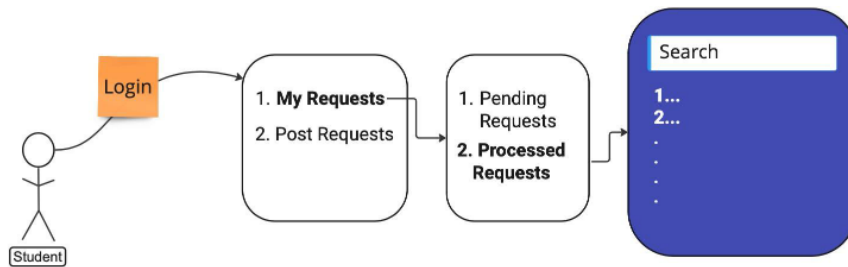 Login
Student
1. My Requests
2. Post Requests
1. Pending
Requests
2. Processed
Requests
Search
1...
2...
.
.
.
.